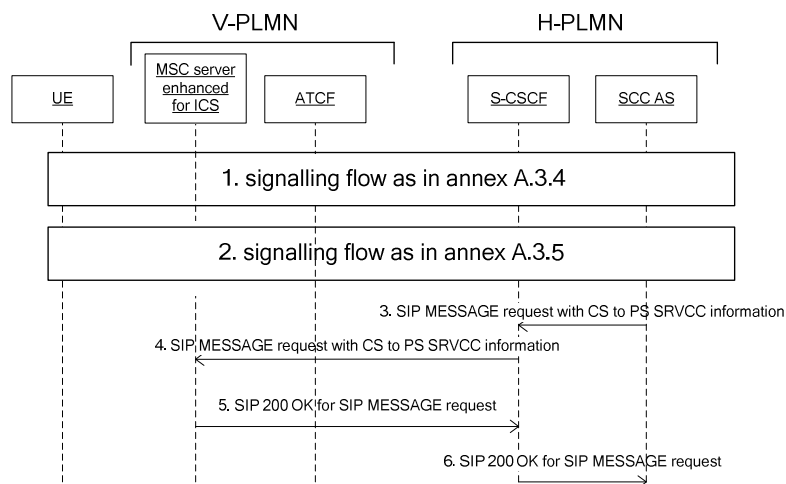 V-PLMN
H-PLMN
UE
MSC server
enhanced
for ICS
ATCF
S-CSCF
SCC AS
1. signalling flow as in annex A.3.4
2. signalling flow as in annex A.3.5
3. SIP MESSAGE request with CS to PS SRVCC information
4. SIP MESSAGE request with CS to PS SRVCC information
5. SIP 200 OK for SIP MESSAGE request
6. SIP 200 OK for SIP MESSAGE request